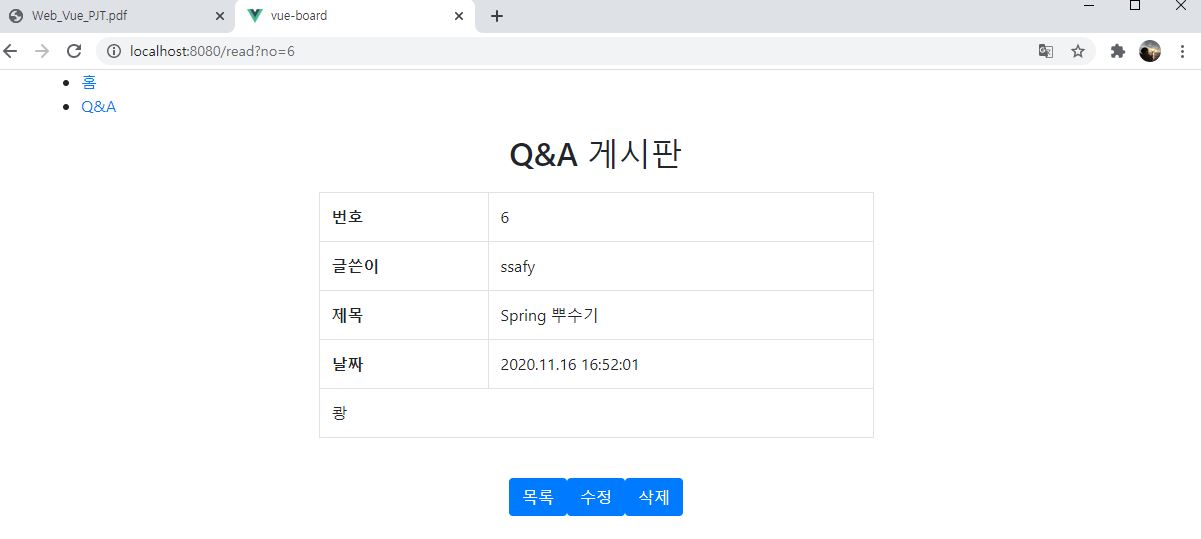 Web_Vue_PJT.pdf
vue-board
localhost:8080/read?no=6
홈
Q&A
Q&A 게시판
번호 6
글쓴이 ssafy
제목 Spring 뿌수기
날짜 2020.11.16 16:52:01
쾅
목록 수정 삭제